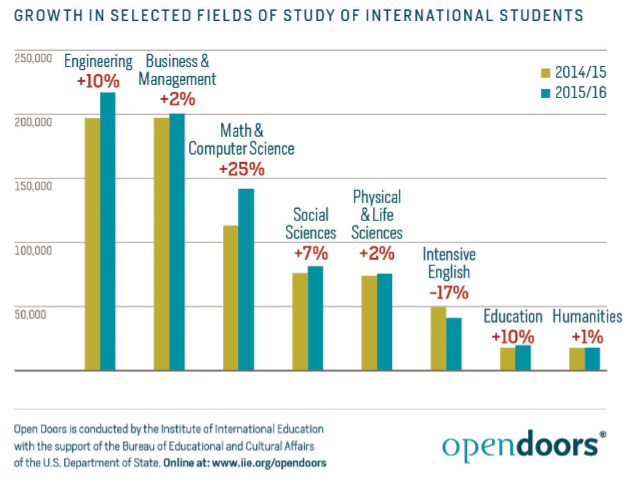 GROWTH IN SELECTED FIELDS OF STUDY OF INTERNATIONAL STUDENTS
250,000
200,000
150,000
100,000
50,000
Engineering
+10%
Business &
Management
+2%
Math &
Computer Science
+25%
Social
Sciences
+7%
Physical
& Life
Sciences
+2%
Intensive
English
-17%
Education
+10%
Humanities
+1%
2014/15
2015/16
Open Doors is conducted by the Institute of International Education
with the support of the Bureau of Educational and Cultural Affairs
of the U.S. Department of State. Online at: www.iie.org/opendoors
opendoors®